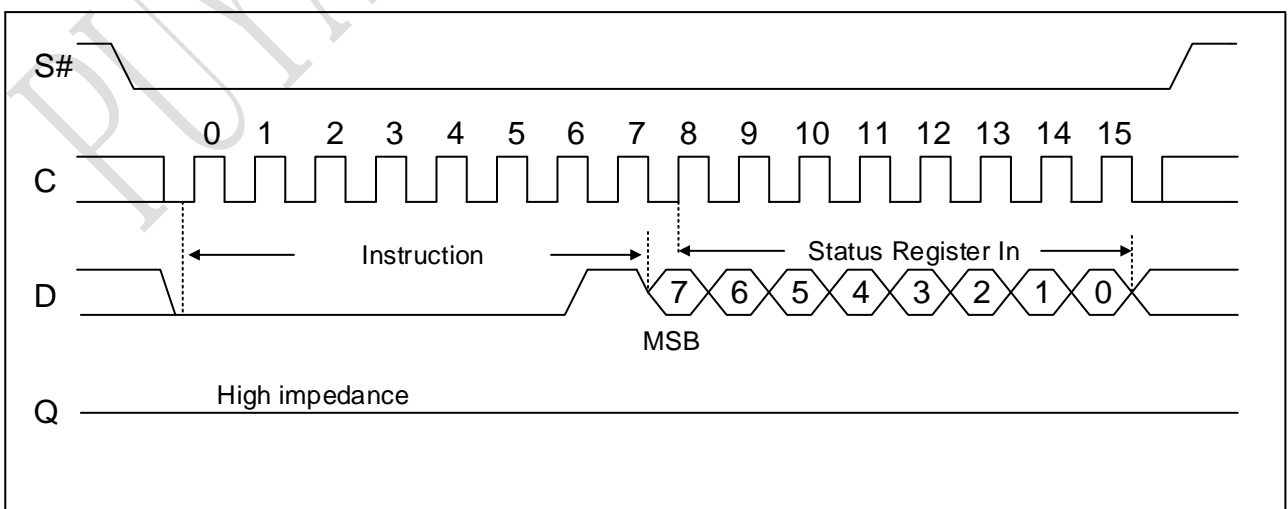 PUYA
S#
0 1 2 3 4 5 6 7 8 9 10 11 12 13 14 15
C
Instruction Status Register In
D 7 6 5 4 3 2 1 0
MSB
High impedance
Q